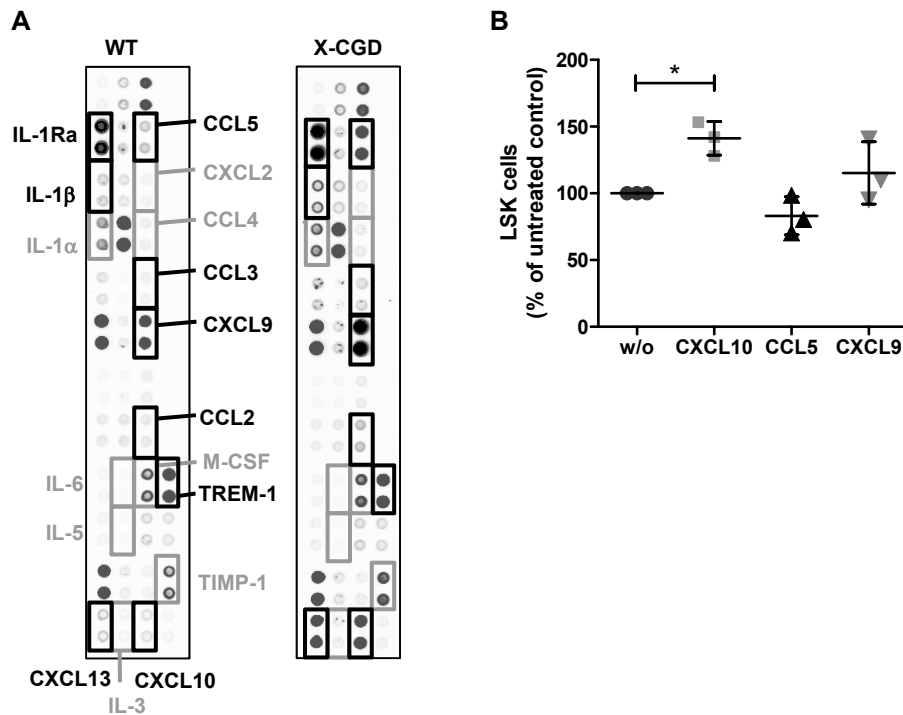 A
WT
X-CGD
IL-1Ra
CCL5
CXCL2
IL-1β
CCL4
IL-1α
CCL3
CXCL9
CCL2
M-CSF
IL-6
TREM-1
IL-5
TIMP-1
CXCL13
CXCL10
IL-3
B
LSK cells
(% of untreated control)
200
150
100
50
0
*
w/o
CXCL10
CCL5
CXCL9